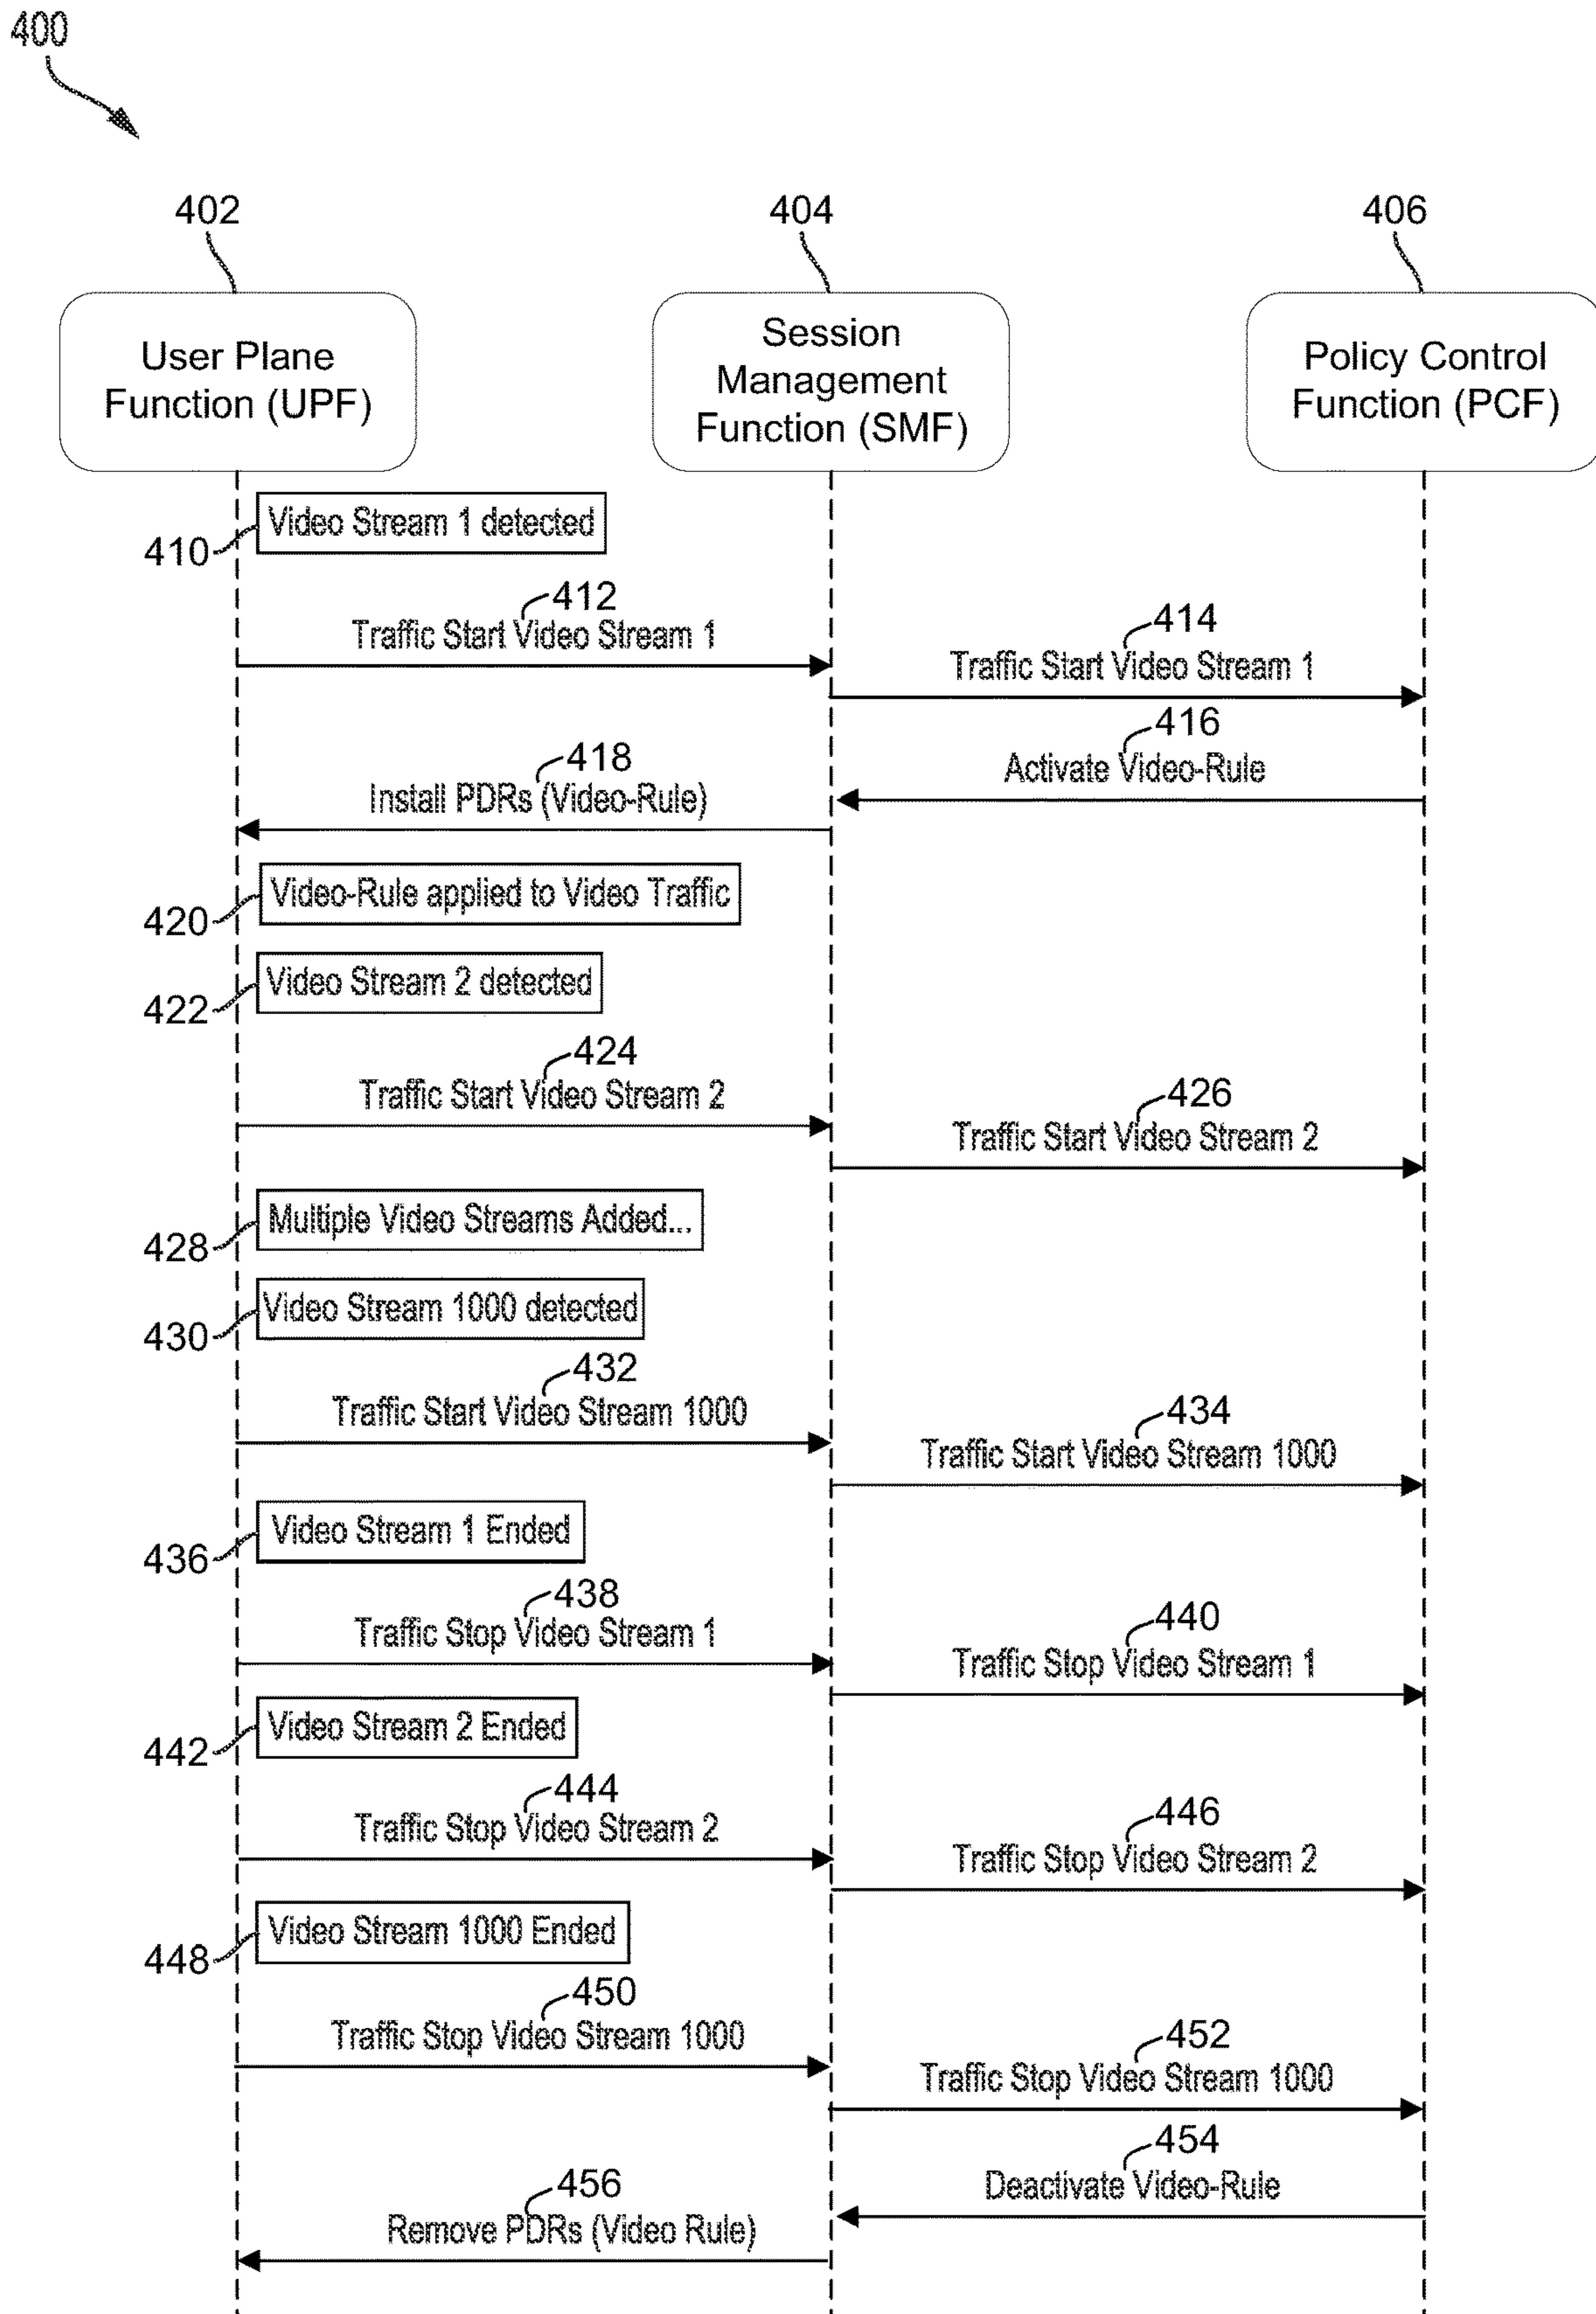 400
402
404
406
User Plane
Function (UPF)
Session
Management
Function (SMF)
Policy Control
Function (PCF)
Video Stream 1 detected
410
412
Traffic Start Video Stream 1
414
Traffic Start Video Stream 1
416
Activate Video-Rule
418
Install PDRs (Video-Rule)
Video-Rule applied to Video Traffic
420
Video Stream 2 detected
422
424
Traffic Start Video Stream 2
426
Traffic Start Video Stream 2
Multiple Video Streams Added...
428
Video Stream 1000 detected
430
432
Traffic Start Video Stream 1000
434
Traffic Start Video Stream 1000
Video Stream 1 Ended
436
438
Traffic Stop Video Stream 1
440
Traffic Stop Video Stream 1
Video Stream 2 Ended
442
444
Traffic Stop Video Stream 2
446
Traffic Stop Video Stream 2
Video Stream 1000 Ended
448
450
Traffic Stop Video Stream 1000
452
Traffic Stop Video Stream 1000
454
Deactivate Video-Rule
456
Remove PDRs (Video Rule)